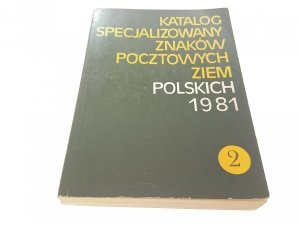 KATALOG
SPECJALIZOWANY
ZNAKÓW
POCZTOWYCH
ZIEM
POLSKICH
1981
2